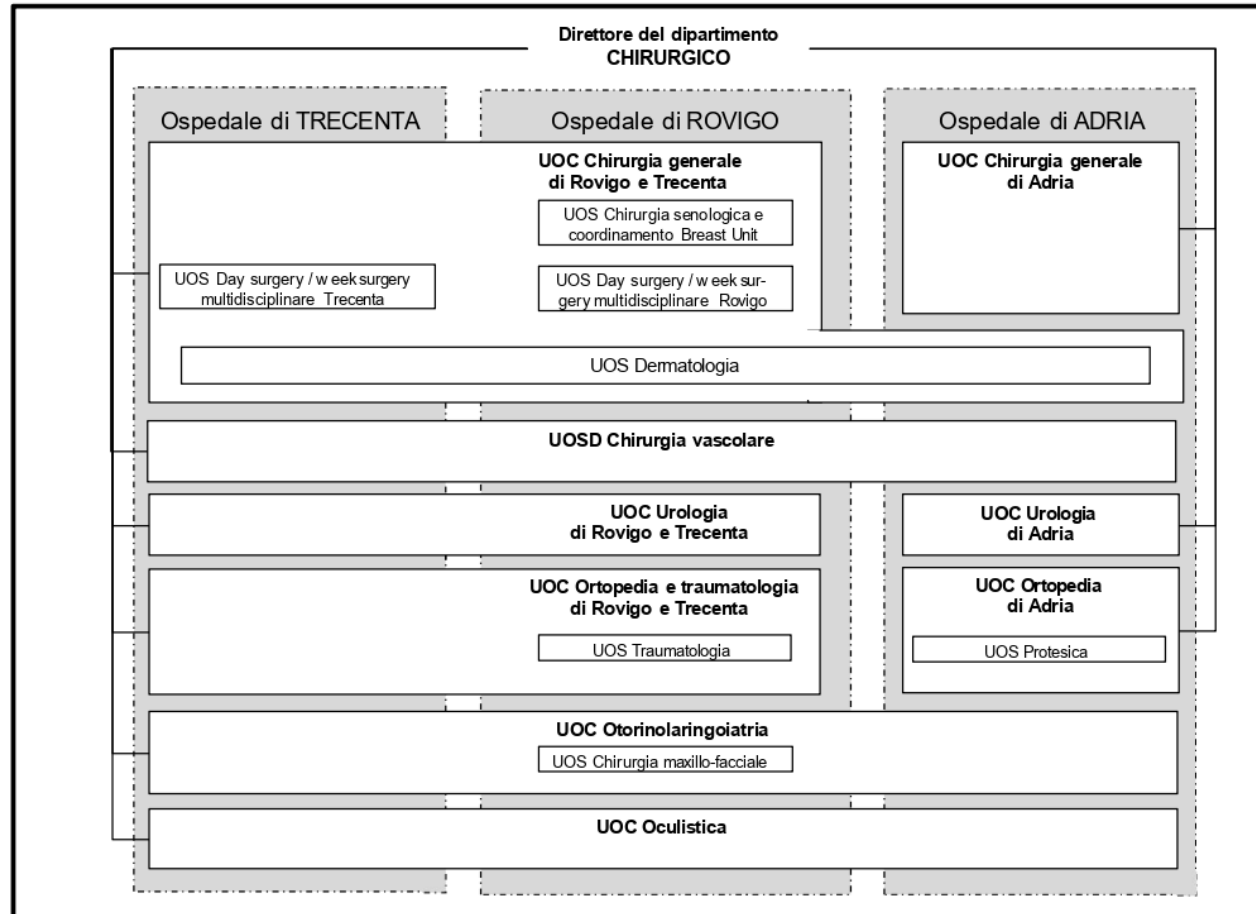 Direttore del dipartimento
CHIRURGICO
Ospedale di TRECENTA
Ospedale di ROVIGO
Ospedale di ADRIA
UOC Chirurgia generale
di Rovigo e Trecenta
UOC Chirurgia generale
di Adria
UOS Chirurgia senologica e
coordinamento Breast Unit
UOS Day surgery / week surgery
multidisciplinare Trecenta
UOS Day surgery / week sur-
gery multidisciplinare Rovigo
UOS Dermatologia
UOSD Chirurgia vascolare
UOC Urologia
di Rovigo e Trecenta
UOC Urologia
di Adria
UOC Ortopedia e traumatologia
di Rovigo e Trecenta
UOC Ortopedia
di Adria
UOS Traumatologia
UOS Protesica
UOC Otorinolaringoiatria
UOS Chirurgia maxillo-facciale
UOC Oculistica